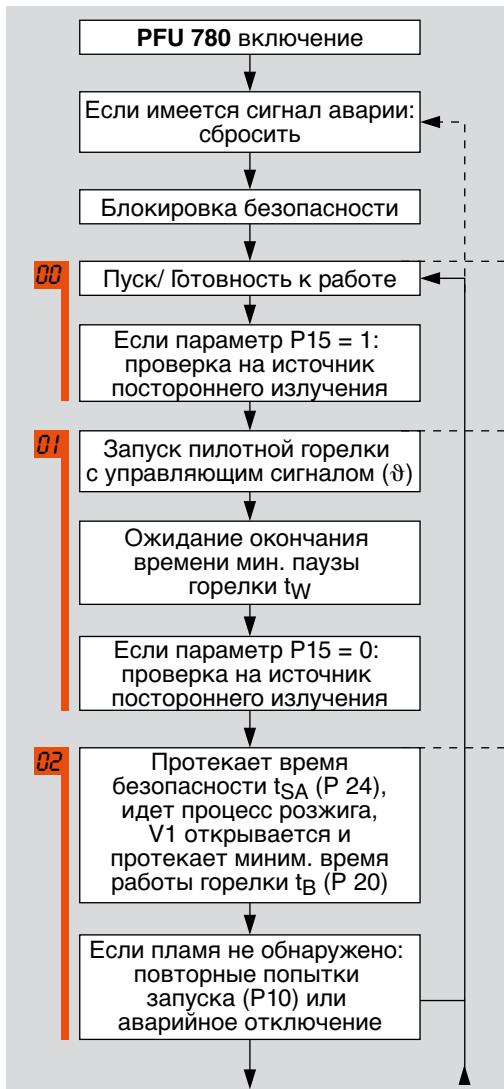 PFU 780 включение
Если имеется сигнал аварии:
сбросить
Блокировка безопасности
00
Пуск/ Готовность к работе
Если параметр P15 = 1:
проверка на источник
постороннего излучения
01
Запуск пилотной горелки
с управляющим сигналом (ϑ)
Ожидание окончания
времени мин. паузы
горелки tW
Если параметр P15 = 0:
проверка на источник
постороннего излучения
02
Протекает время
безопасности tSA (P 24),
идет процесс розжига,
V1 открывается и
протекает миним. время
работы горелки tB (P 20)
Если пламя не обнаружено:
повторные попытки
запуска (P10) или
аварийное отключение